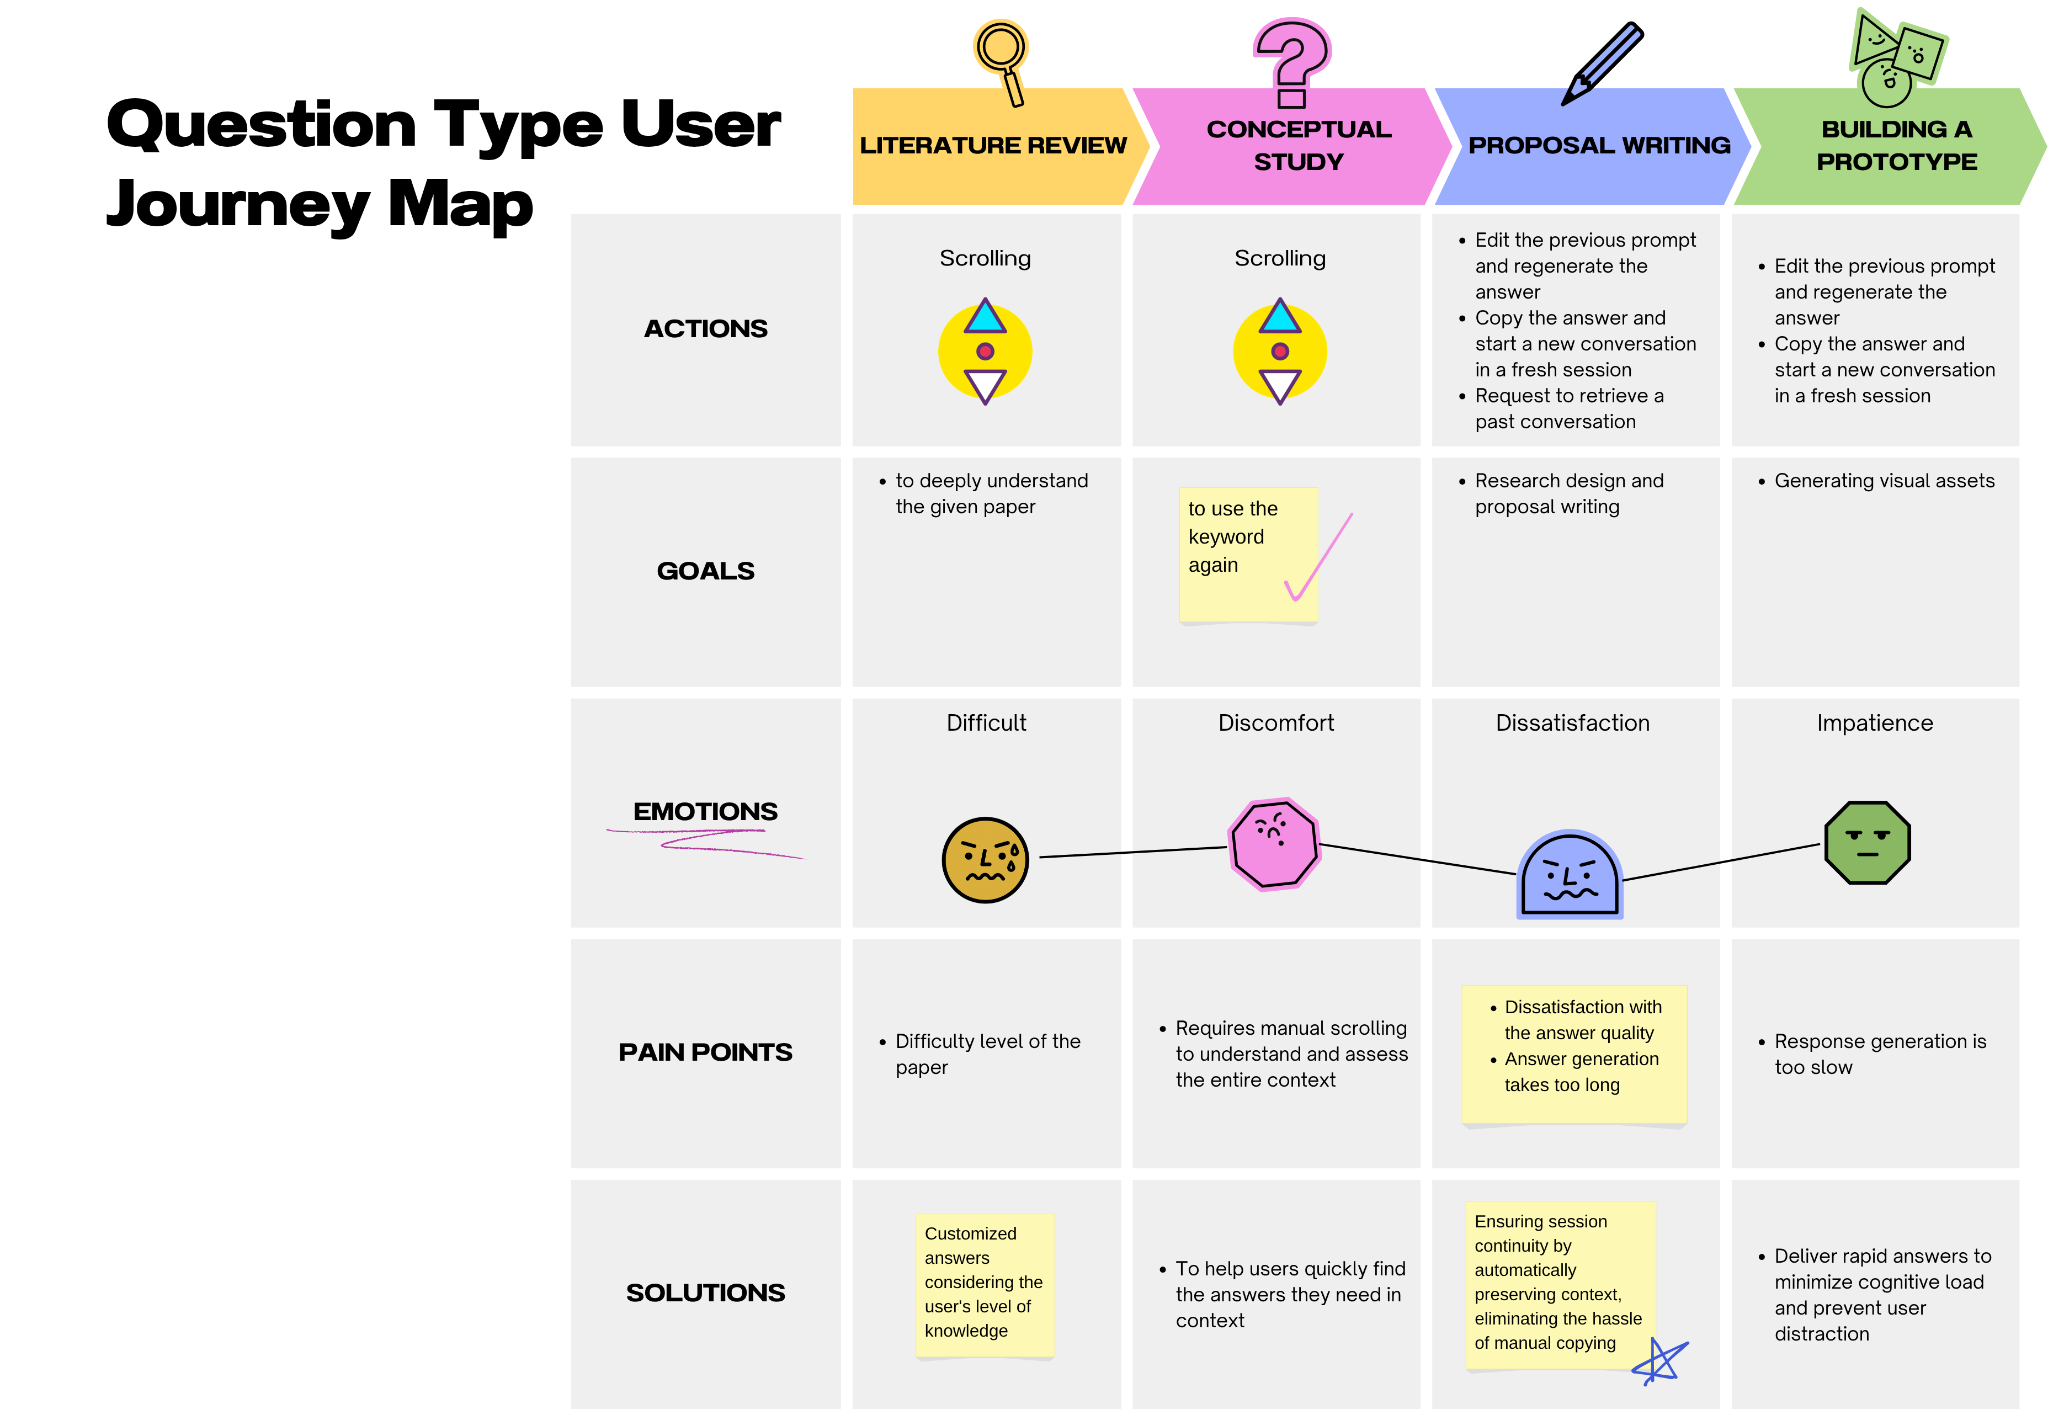 Question Type User
Journey Map
LITERATURE REVIEW
CONCEPTUAL
STUDY
PROPOSAL WRITING
BUILDING A
PROTOTYPE
ACTIONS
Scrolling
Scrolling
• Edit the previous prompt
and regenerate the
answer
• Copy the answer and
start a new conversation
in a fresh session
• Request to retrieve a
past conversation
• Edit the previous prompt
and regenerate the
answer
• Copy the answer and
start a new conversation
in a fresh session
GOALS
• to deeply understand
the given paper
to use the
keyword
again
• Research design and
proposal writing
• Generating visual assets
EMOTIONS
Difficult
Discomfort
Dissatisfaction
Impatience
PAIN POINTS
• Difficulty level of the
paper
• Requires manual scrolling
to understand and assess
the entire context
• Dissatisfaction with
the answer quality
• Answer generation
takes too long
• Response generation is
too slow
SOLUTIONS
Customized
answers
considering the
user's level of
knowledge
• To help users quickly find
the answers they need in
context
Ensuring session
continuity by
automatically
preserving context,
eliminating the hassle
of manual copying
• Deliver rapid answers to
minimize cognitive load
and prevent user
distraction